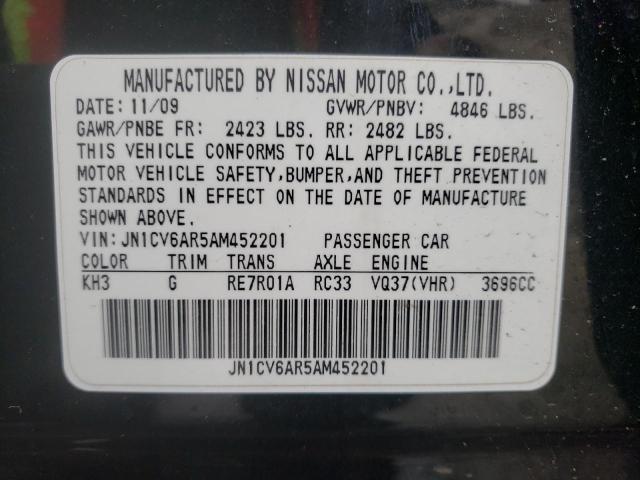 MANUFACTURED BY NISSAN MOTOR CO.,LTD.
DATE: 11/09 GVWR/PNBV: 4846 LBS.
GAWR/PNBE FR: 2423 LBS. RR: 2482 LBS.
THIS VEHICLE CONFORMS TO ALL APPLICABLE FEDERAL
MOTOR VEHICLE SAFETY,BUMPER,AND THEFT PREVENTION
STANDARDS IN EFFECT ON THE DATE OF MANUFACTURE
SHOWN ABOVE.
VIN:JN1CV6AR5AM452201 PASSENGER CAR
COLOR TRIM TRANS AXLE ENGINE
KH3 G RE7R01A RC33 VQ37(VHR) 3696CC
JN1CV6AR5AM452201